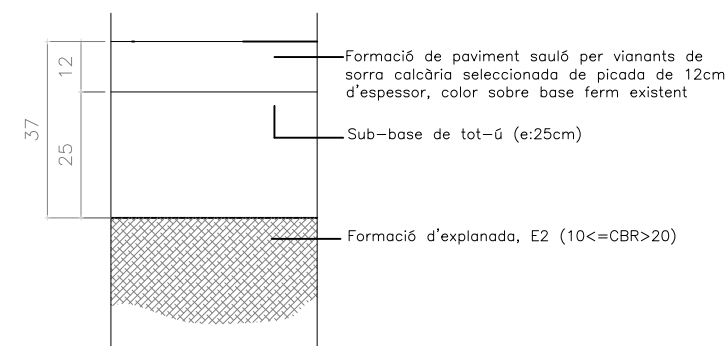 Formació de paviment sauló per vianants de
sorra calcària seleccionada de picada de 12cm
d'espessor, color sobre base ferm existent
12
37
25
Sub-base de tot-ú (e:25cm)
Formació d'explanada, E2 (10<=CBR>20)